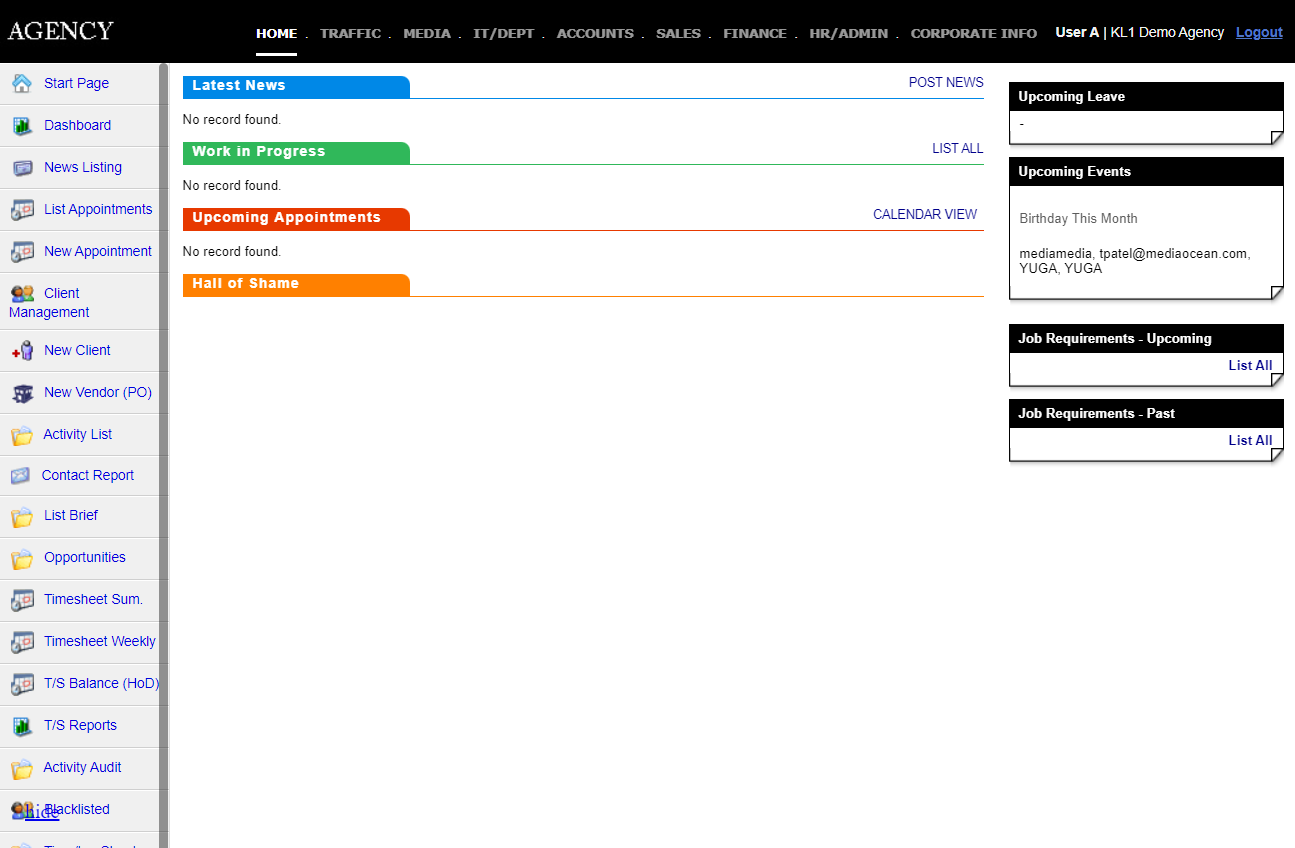 AGENCY
HOME . TRAFFIC . MEDIA . IT/DEPT . ACCOUNTS . SALES . FINANCE . HR/ADMIN . CORPORATE INFO
User A | KL1 Demo Agency Logout
Start Page
Dashboard
News Listing
List Appointments
New Appointment
Client
Management
New Client
New Vendor (PO)
Activity List
Contact Report
List Brief
Opportunities
Timesheet Sum.
Timesheet Weekly
T/S Balance (HoD)
T/S Reports
Activity Audit
Blacklisted
hide
Latest News
POST NEWS
No record found.
Work in Progress
LIST ALL
No record found.
Upcoming Appointments
CALENDAR VIEW
No record found.
Hall of Shame
Upcoming Leave
-
Upcoming Events
Birthday This Month
mediamedia, tpatel@mediaocean.com,
YUGA, YUGA
Job Requirements - Upcoming
List All
Job Requirements - Past
List All